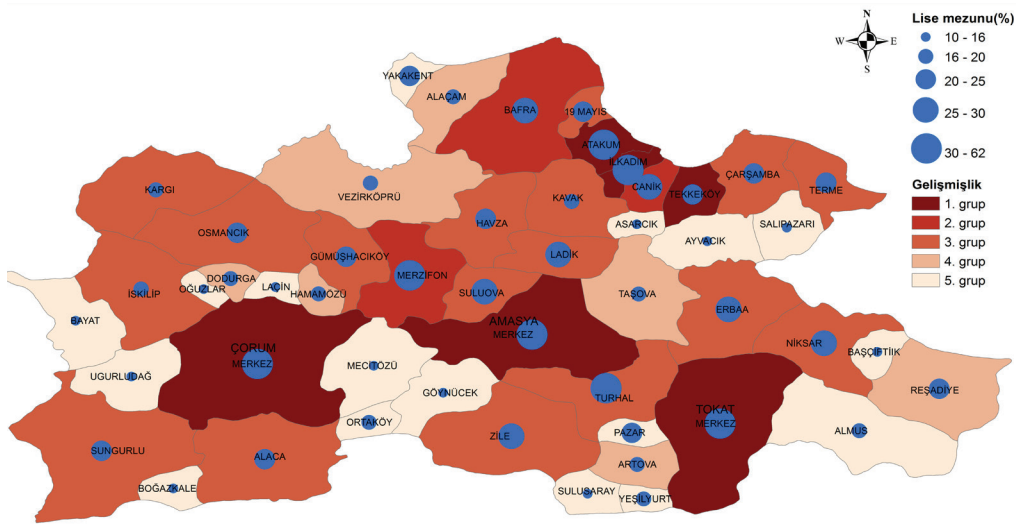 Lise mezunu(%)
10 - 16
16 - 20
20 - 25
25 - 30
30 - 62
Gelişmişlik
1. grup
2. grup
3. grup
4. grup
5. grup
N
W
E
S
YAKAKENT
ALAÇAM
BAFRA
19 MAYIS
ATAKUM
İLKADIM
CANİK
TEKKEKÖY
ÇARŞAMBA
TERME
KARGI
VEZİRKÖPRÜ
KAVAK
HAVZA
ASARCIK
SALIPAZARI
AYVACIK
OSMANCIK
GÜMÜŞHACIKÖY
LADİK
MERZİFON
DODURGA
OĞUZLAR
LAÇİN
HAMAMÖZÜ
SULUOVA
TAŞOVA
İSKİLİP
ERBAA
BAYAT
AMASYA
MERKEZ
NİKSAR
BAŞÇİFTİİK
ÇORUM
MERKEZ
MECİTÖZÜ
UGURLUDAĞ
GÖYNÜCEK
TURHAL
REŞADİYE
TOKAT
MERKEZ
ORTAKÖY
ZİLE
PAZAR
ALMUS
SUNGURLU
ALACA
ARTOVA
BOĞAZKALE
SULUSARAY
YEŞİLYURT